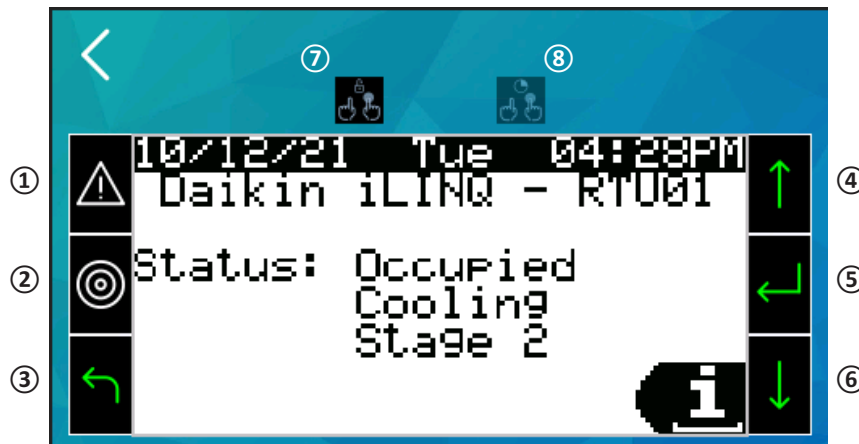 ⑦ ⑧
10/12/21 Tue 04:28PM
① Daikin iLINQ - RTU01 ④
② Status: Occupied ⑤
Cooling
Stage 2
③ i ⑥